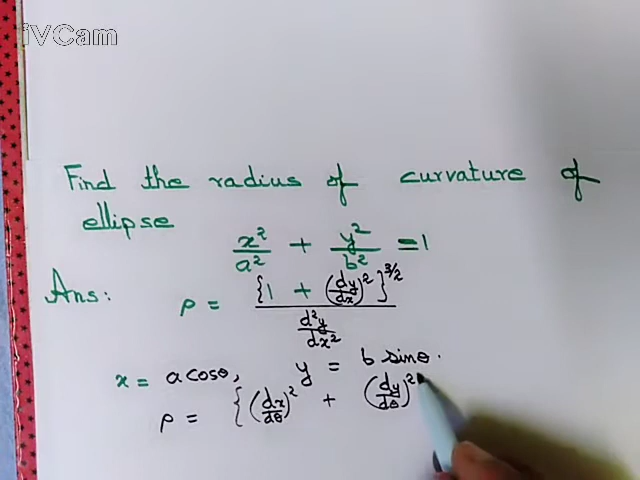 iVCam
Find the radius of curvature of
ellipse
x²/a² + y²/b² = 1
Ans: ρ = {1 + (dy/dx)²}^3/2 / d²y/dx²
x = a cosθ, y = b sinθ.
ρ = {(dx/dθ)² + (dy/dθ)²